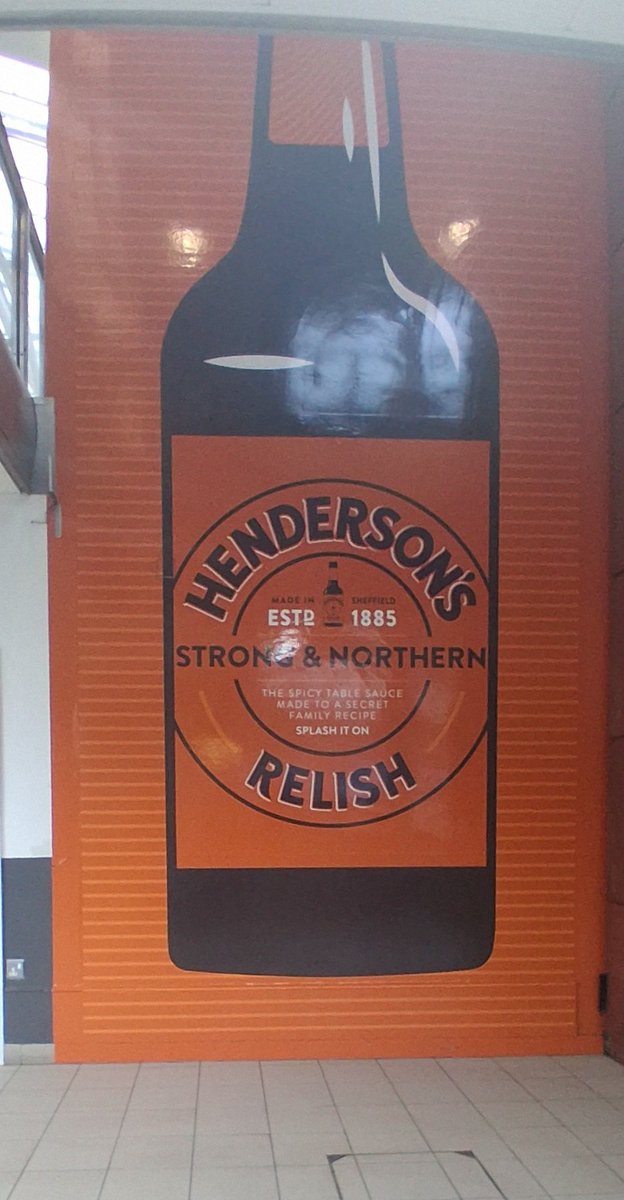 HENDERSON'S
MADE IN SHEFFIELD
ESTD 1885
STRONG & NORTHERN
THE SPICY TABLE SAUCE
MADE TO A SECRET
FAMILY RECIPE
SPLASH IT ON
RELISH